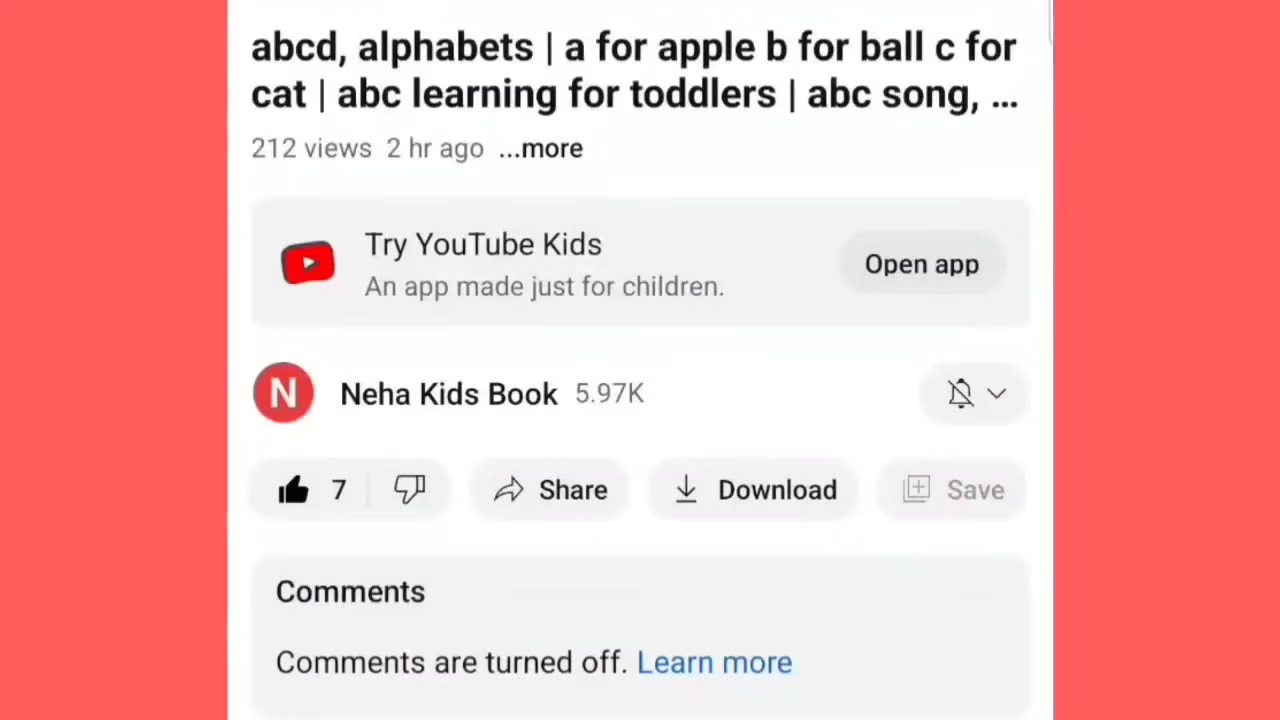 abcd, alphabets | a for apple b for ball c for
cat | abc learning for toddlers | abc song, ...
212 views 2 hr ago ...more
Try YouTube Kids
An app made just for children.
Open app
N Neha Kids Book 5.97K
7 Share Download Save
Comments
Comments are turned off. Learn more